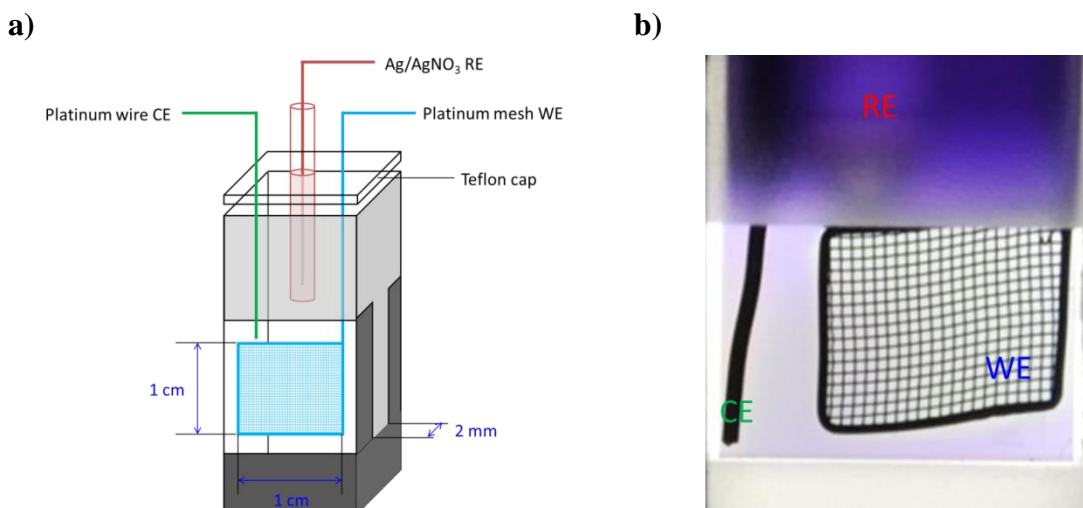 a)
b)
Ag/AgNO₃ RE
Platinum wire CE
Platinum mesh WE
Teflon cap
1 cm
2 mm
1 cm
RE
WE
CE